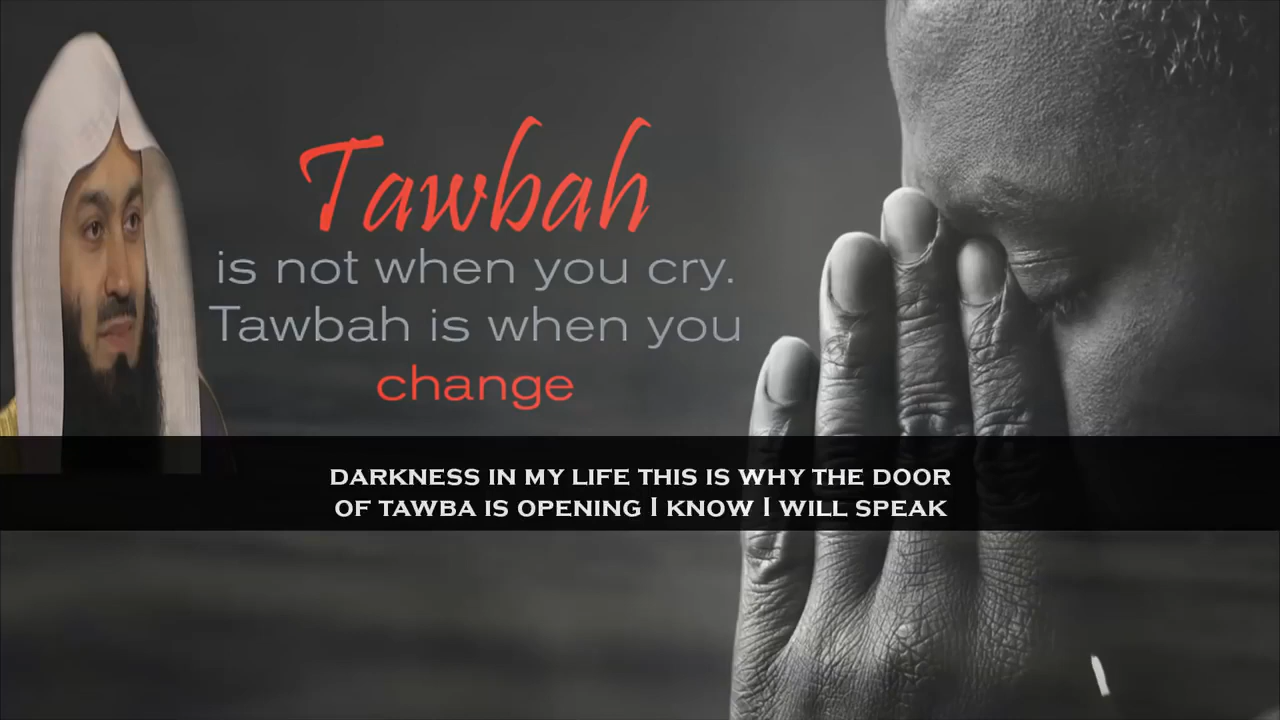 Tawbah
is not when you cry.
Tawbah is when you
change
DARKNESS IN MY LIFE THIS IS WHY THE DOOR
OF TAWBA IS OPENING I KNOW I WILL SPEAK